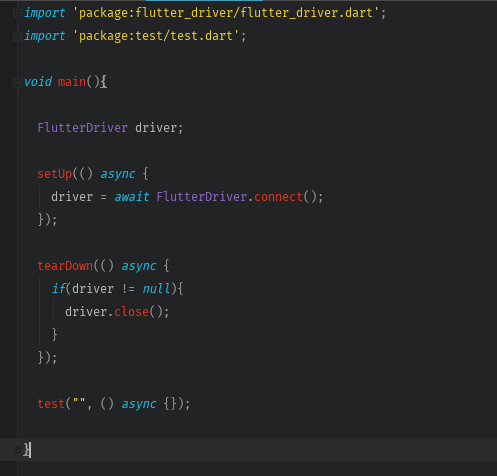 import 'package:flutter_driver/flutter_driver.dart';
import 'package:test/test.dart';
void main(){
FlutterDriver driver;
setUp(() async {
driver = await FlutterDriver.connect();
});
tearDown(() async {
if(driver != null){
driver.close();
}
});
test("", () async {});
}